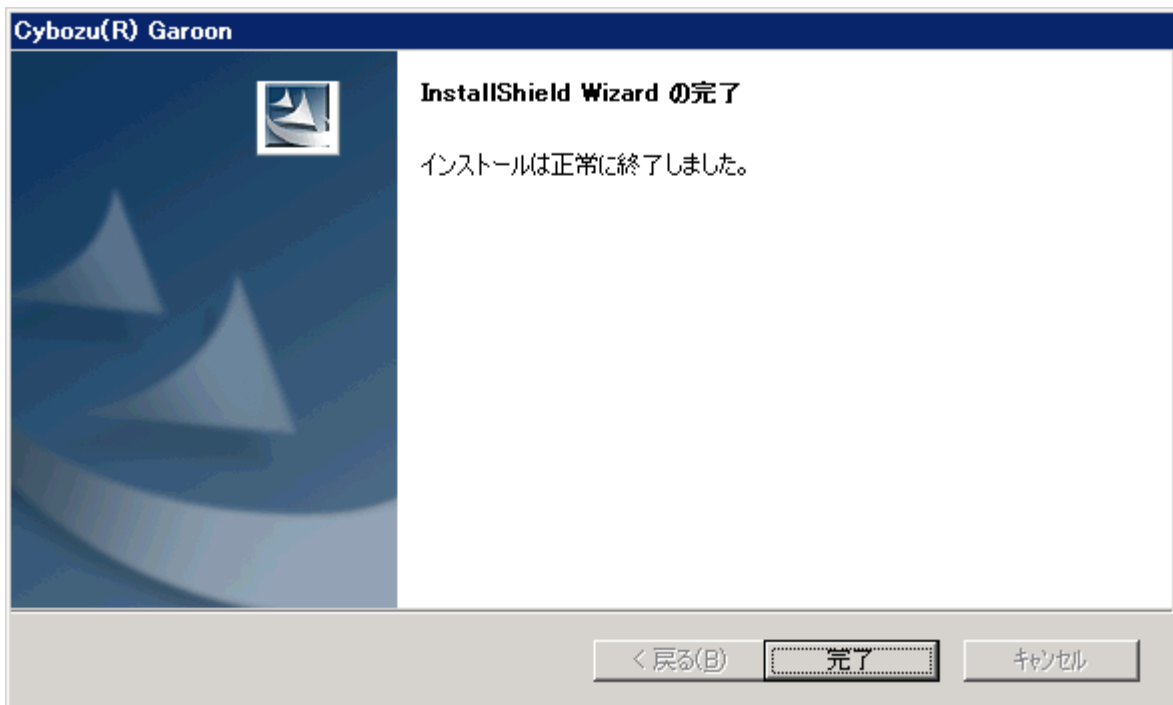 Cybozu(R) Garoon
InstallShield Wizard の完了
インストールは正常に終了しました。
< 戻る(B)
完了
キャンセル